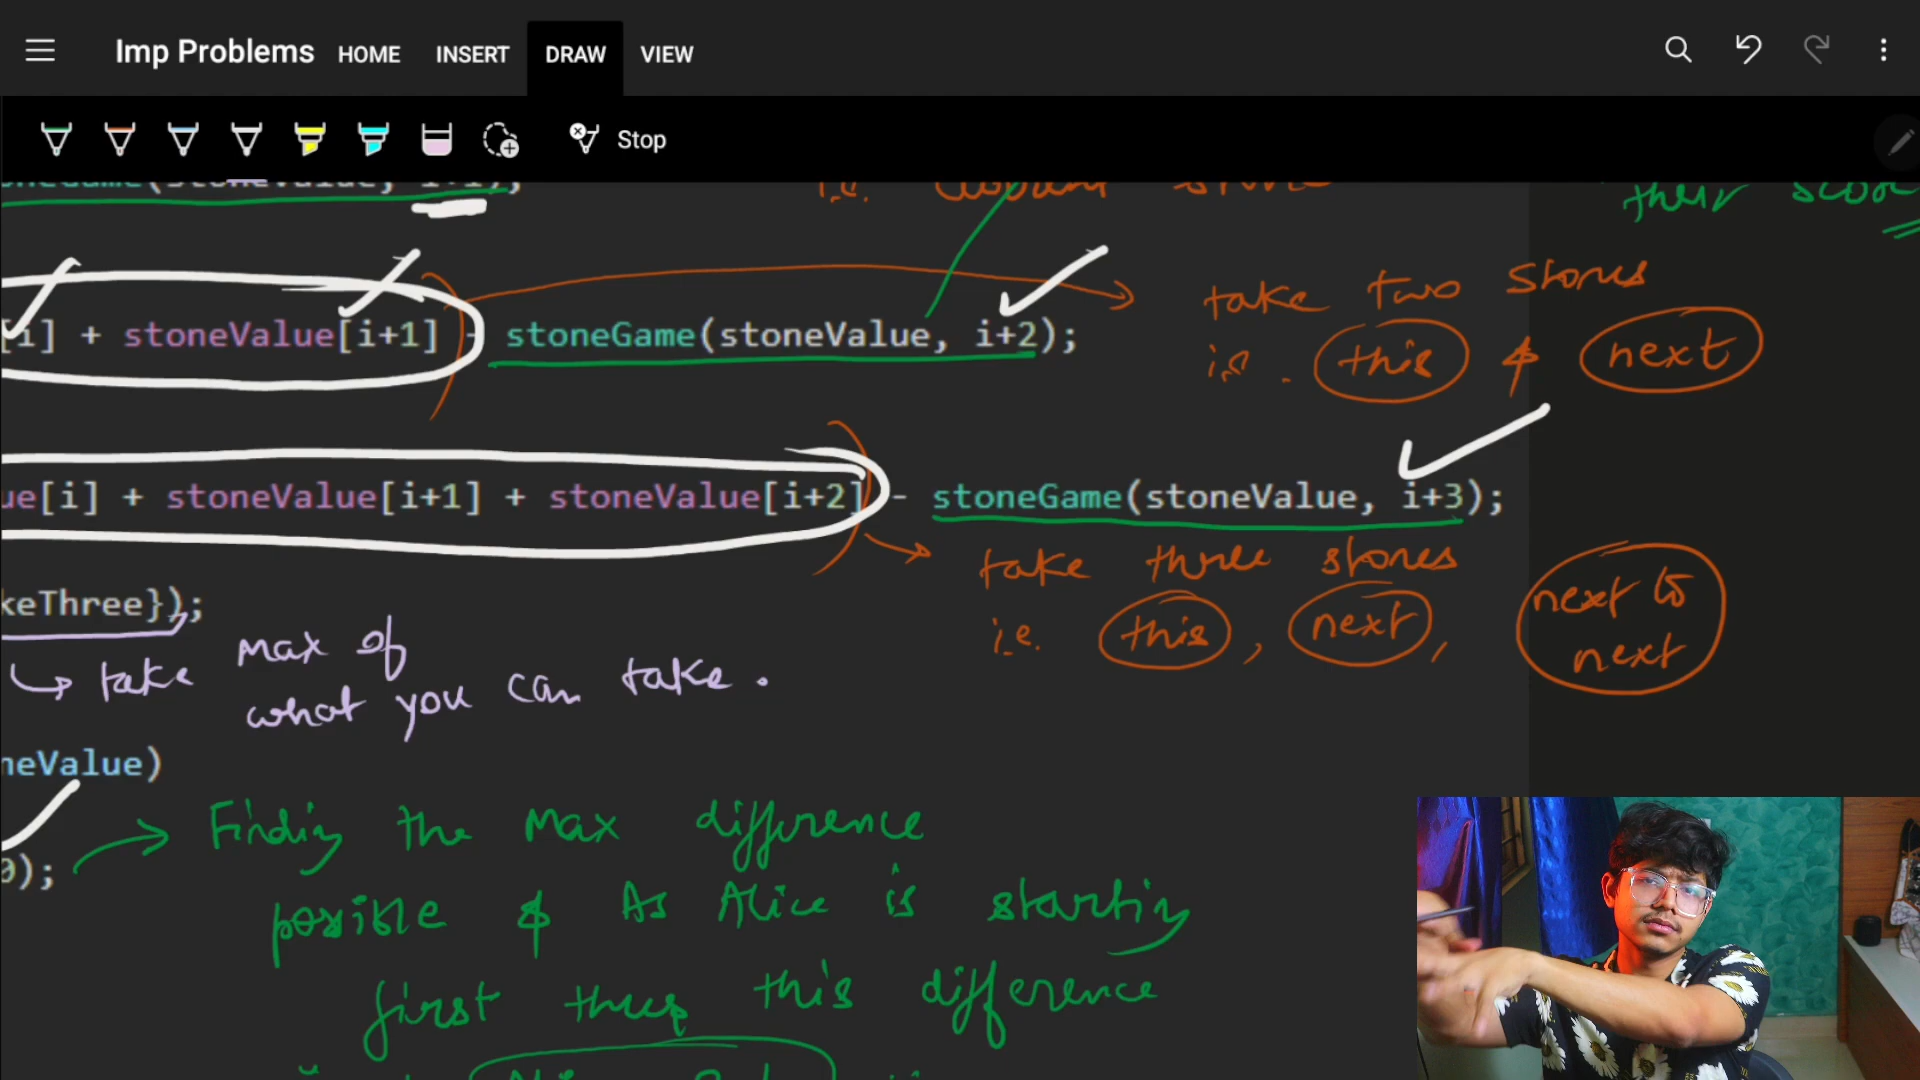 Imp Problems HOME INSERT DRAW VIEW
Stop
their
[i] + stoneValue[i+1] - stoneGame(stoneValue, i+2);
take two stones
i.e. this & next
ue[i] + stoneValue[i+1] + stoneValue[i+2] - stoneGame(stoneValue, i+3);
take three stones
i.e. this, next, next to next
keThree});
take max of
what you can take.
neValue)
0);
Finding the max difference
possible & As Alice is starting
first thus this difference